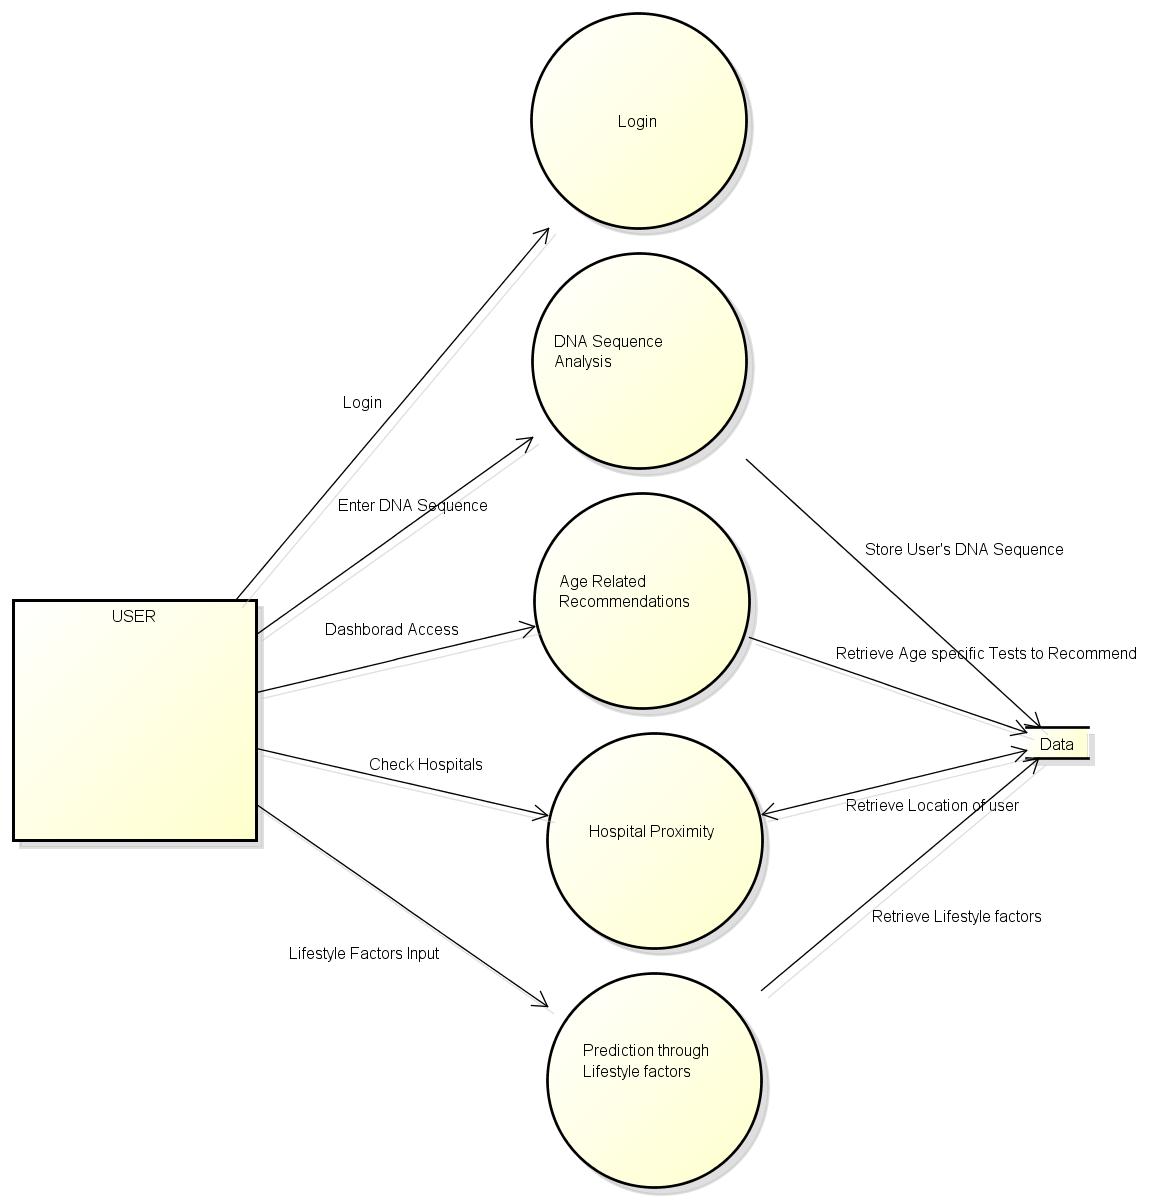 Login
DNA Sequence
Analysis
Login
Enter DNA Sequence
Store User's DNA Sequence
Age Related
Recommendations
USER
Dashborad Access
Retrieve Age specific Tests to Recommend
Data
Check Hospitals
Retrieve Location of user
Hospital Proximity
Retrieve Lifestyle factors
Lifestyle Factors Input
Prediction through
Lifestyle factors